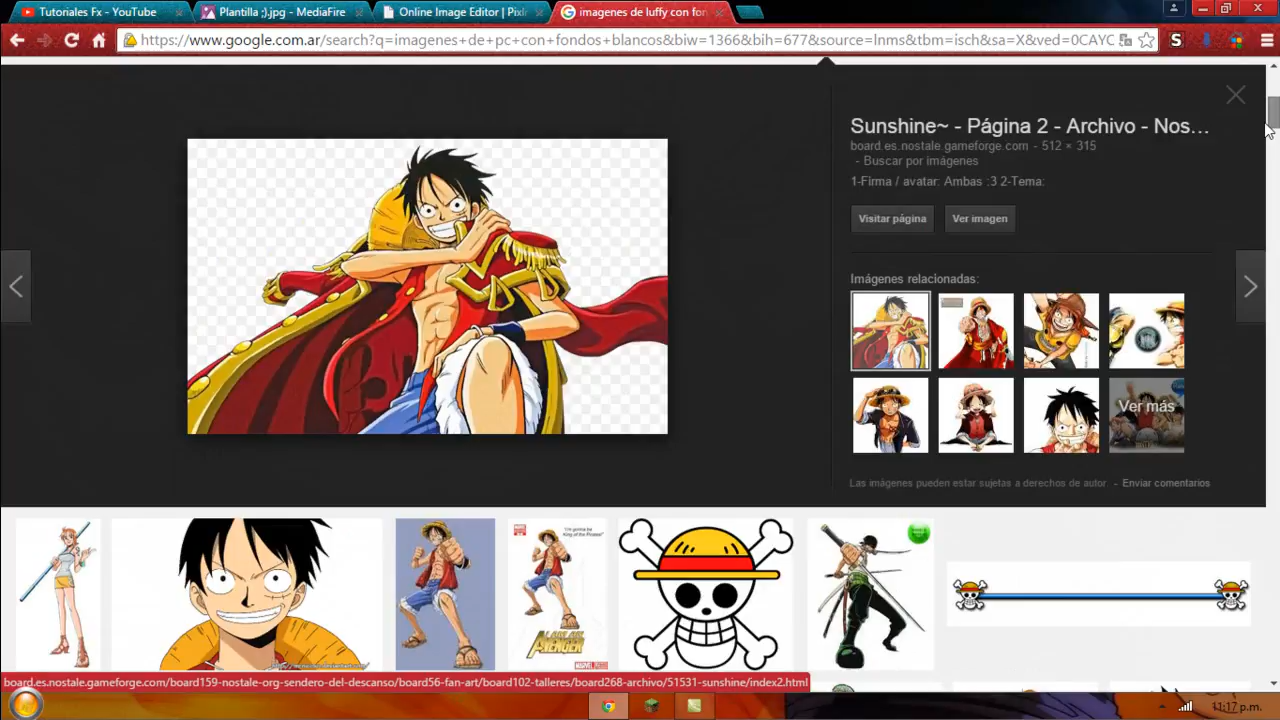 Tutoriales Fx - YouTube
Plantilla ;).jpg - MediaFire
Online Image Editor | Pixlr
imagenes de luffy con fon
https://www.google.com.ar/search?q=imagenes+de+pc+con+fondos+blancos&biw=1366&bih=677&source=lnms&tbm=isch&sa=X&ved=0CAYC
Sunshine~ - Página 2 - Archivo - Nos...
board.es.nostale.gameforge.com - 512 × 315
- Buscar por imágenes
1-Firma / avatar: Ambas :3 2-Tema:
Visitar página
Ver imagen
Imágenes relacionadas:
Ver más
Las imágenes pueden estar sujetas a derechos de autor - Enviar comentarios
board.es.nostale.gameforge.com/board159-nostale-org-sendero-del-descanso/board56-fan-art/board102-talleres/board268-archivo/51531-sunshine/index2.html
11:17 p.m.